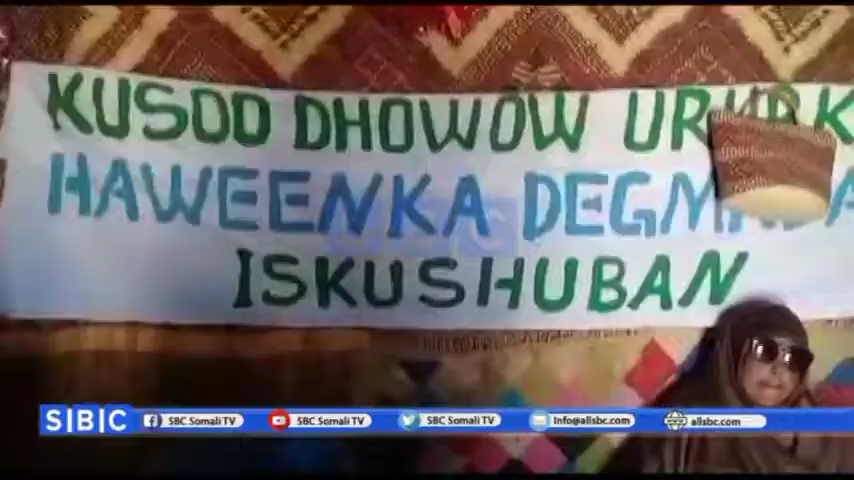 KUSOO DHOWOW URURK
HAWEENKA
ISKUSHUBAN
SBC
SBC Somali TV
SBC Somali TV
SBC Somali TV
Info@allsbc.com
allsbc.com